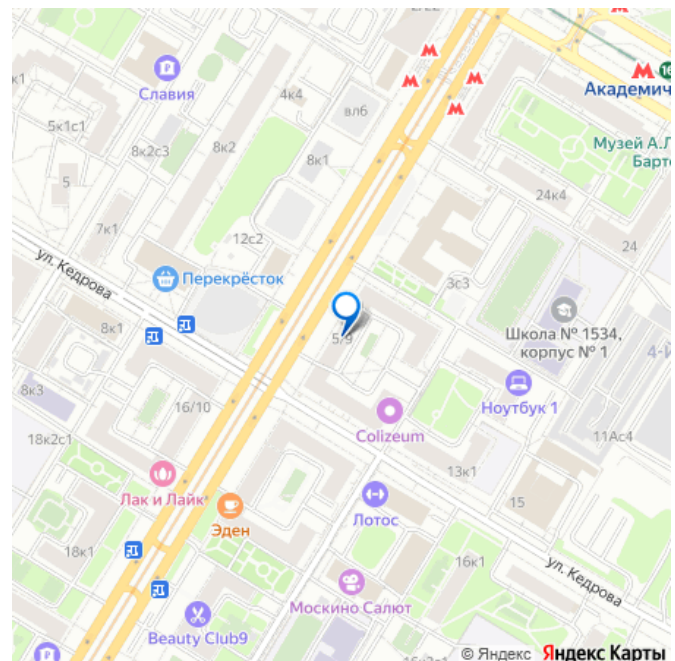 к1
Славия
4к4
вл6
Академич
5к1с1
8к2с3
8к2
8к1
Музей А.Л
Барто
5
24к4
7к1
12с2
24
ул. Кедрова
Перекрёсток
3с3
8к1
5/9
Школа № 1534,
корпус № 1
4-й
8к3
16/10
Ноутбук 1
Colizeum
18к2с1
11Ас4
13к1
Лак и Лайк
15
Эден
Лотос
18к1
16к1
ул. Кедрова
Москино Салют
Beauty Club9
© Яндекс Яндекс Карты